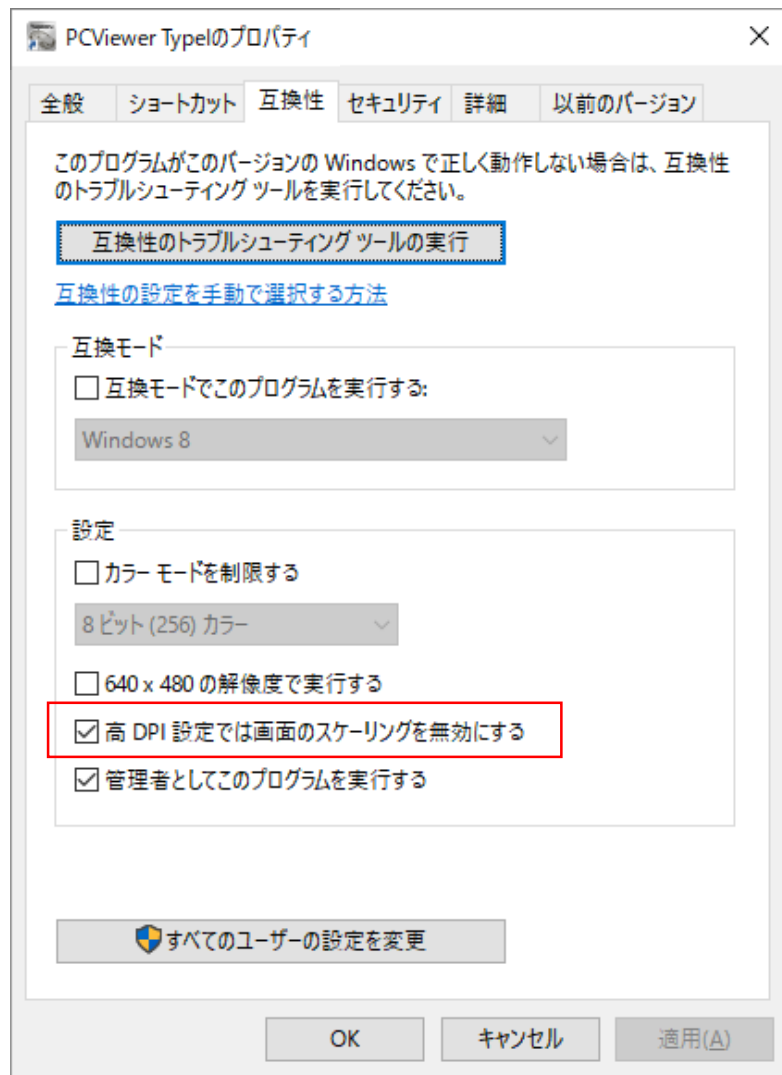 PCViewer TypeIのプロパティ
全般 ショートカット 互換性 セキュリティ 詳細 以前のバージョン
このプログラムがこのバージョンの Windows で正しく動作しない場合は、互換性
のトラブルシューティング ツールを実行してください。
互換性のトラブルシューティング ツールの実行
互換性の設定を手動で選択する方法
互換モード
互換モードでこのプログラムを実行する:
Windows 8
設定
カラー モードを制限する
8 ビット (256) カラー
640 x 480 の解像度で実行する
高 DPI 設定では画面のスケーリングを無効にする
管理者としてこのプログラムを実行する
すべてのユーザーの設定を変更
OK キャンセル 適用(A)